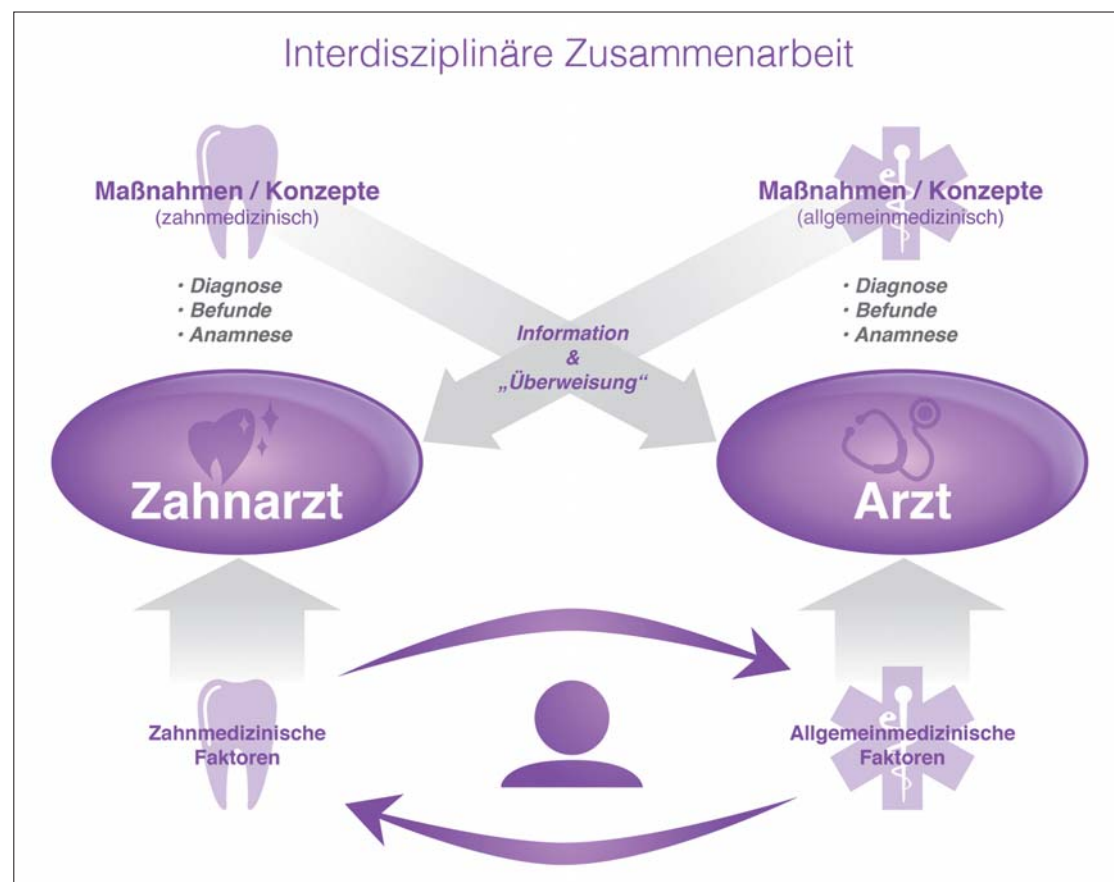 Interdisziplinäre Zusammenarbeit
Maßnahmen / Konzepte
(zahnmedizinisch)
• Diagnose
• Befunde
• Anamnese
Maßnahmen / Konzepte
(allgemeinmedizinisch)
• Diagnose
• Befunde
• Anamnese
Information
&
„Überweisung“
Zahnarzt
Arzt
Zahnmedizinische
Faktoren
Allgemeinmedizinische
Faktoren